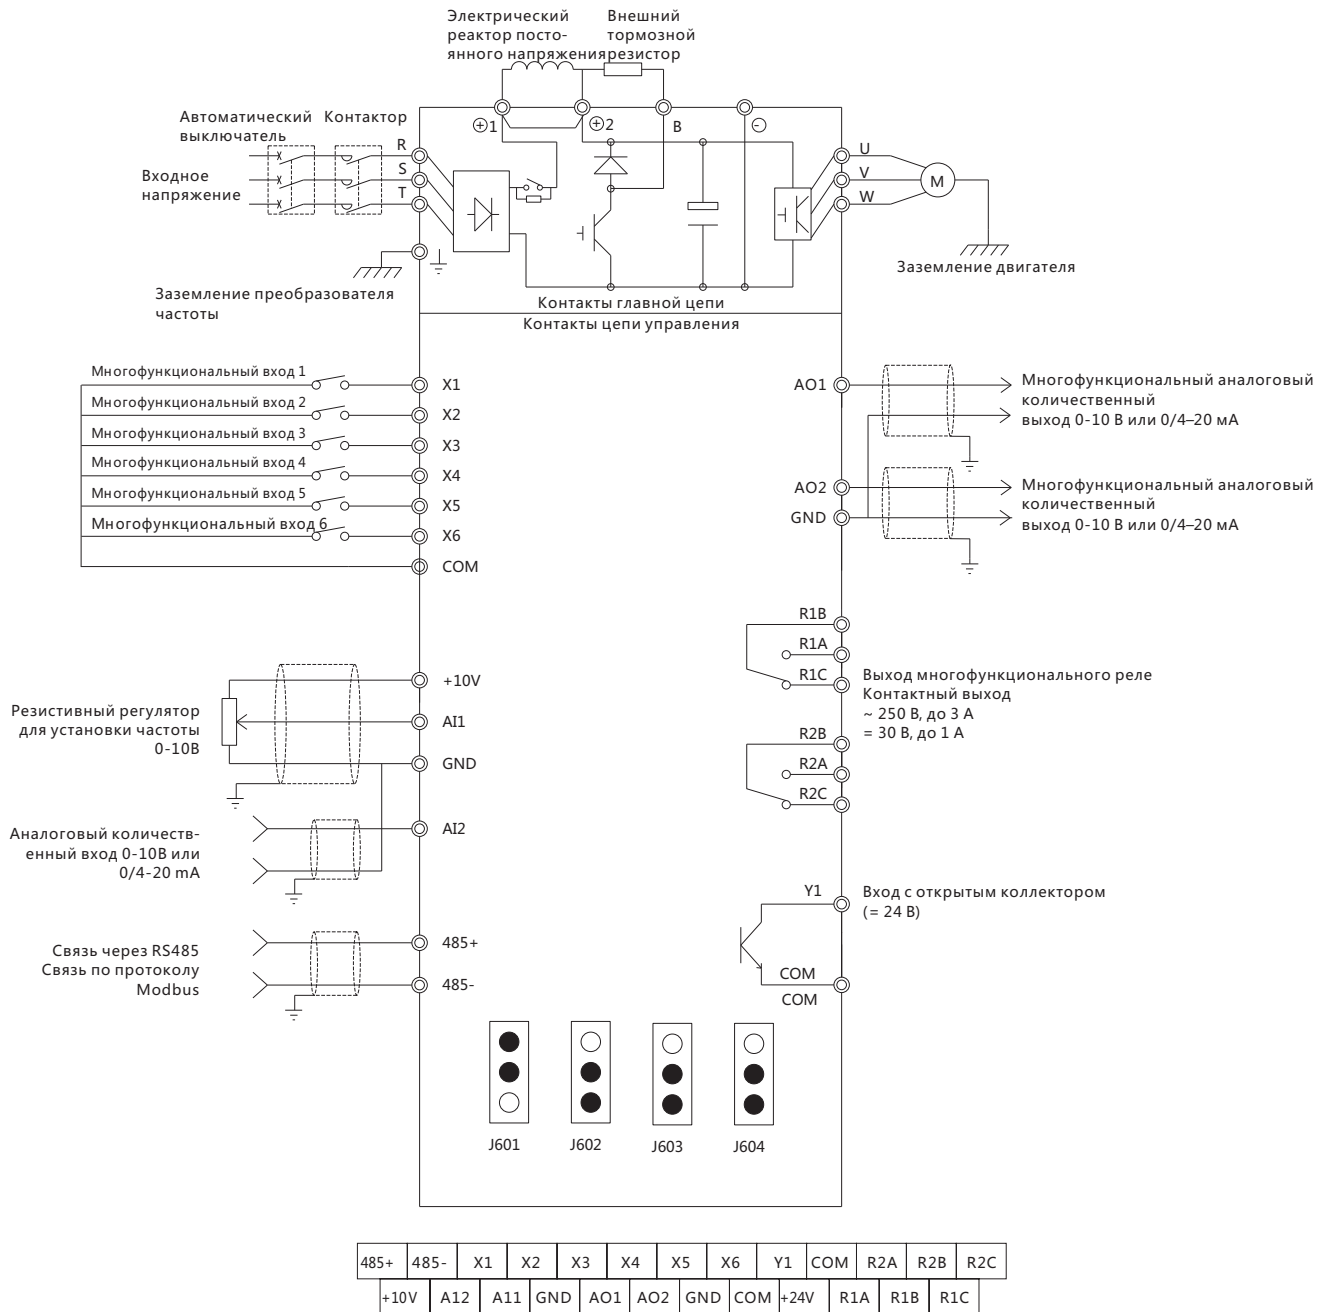 Электрический
реактор посто-
янного напряжения
Внешний
тормозной
резистор
Автоматический
выключатель
Контактор
Входное
напряжение
R
S
T
+1
+2
B
-
U
V
W
M
Заземление двигателя
Заземление преобразователя
частоты
Контакты главной цепи
Контакты цепи управления
Многофункциональный вход 1
X1
Многофункциональный вход 2
X2
Многофункциональный вход 3
X3
Многофункциональный вход 4
X4
Многофункциональный вход 5
X5
Многофункциональный вход 6
X6
COM
AO1
Многофункциональный аналоговый
количественный
выход 0-10 В или 0/4–20 мА
AO2
GND
Многофункциональный аналоговый
количественный
выход 0-10 В или 0/4–20 мА
R1B
R1A
R1C
R2B
R2A
R2C
Выход многофункционального реле
Контактный выход
~ 250 В, до 3 А
= 30 В, до 1 А
+10V
AI1
GND
Резистивный регулятор
для установки частоты
0-10В
AI2
Аналоговый количеств-
енный вход 0-10В или
0/4-20 mA
485+
485-
Связь через RS485
Связь по протоколу
Modbus
Y1
Вход с открытым коллектором
(= 24 В)
COM
COM
J601 J602 J603 J604
485+ 485- X1 X2 X3 X4 X5 X6 Y1 COM R2A R2B R2C
+10V A12 A11 GND AO1 AO2 GND COM +24V R1A R1B R1C